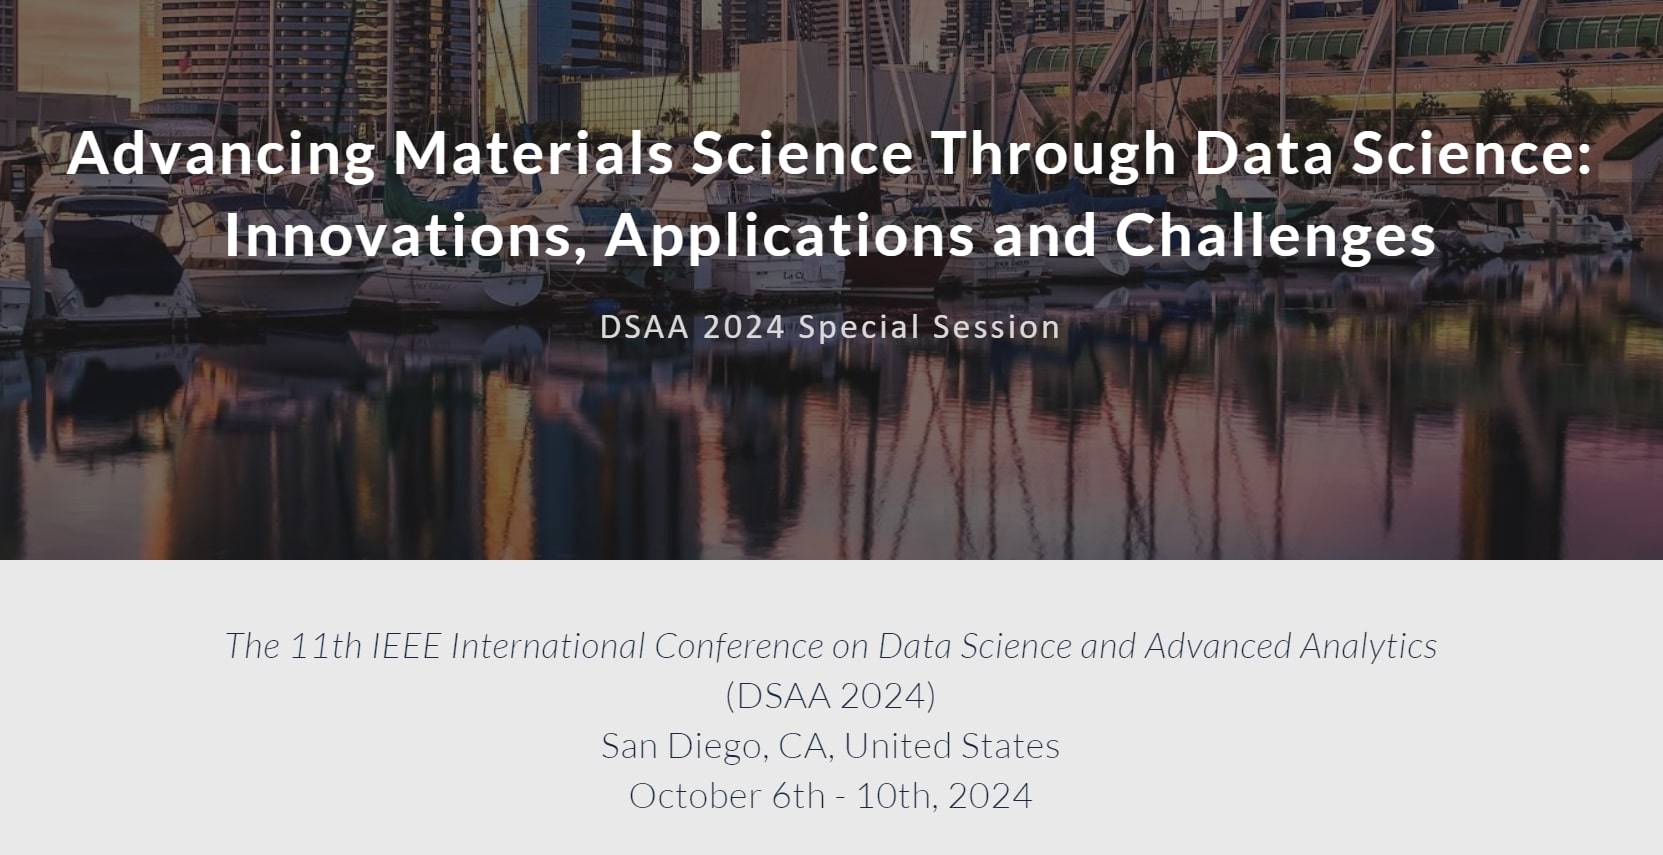 Advancing Materials Science Through Data Science:
Innovations, Applications and Challenges
DSAA 2024 Special Session
The 11th IEEE International Conference on Data Science and Advanced Analytics
(DSAA 2024)
San Diego, CA, United States
October 6th - 10th, 2024